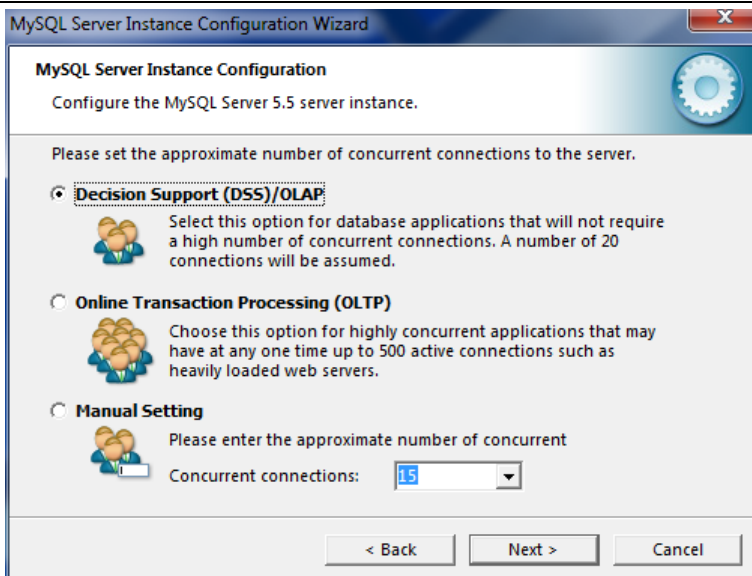 MySQL Server Instance Configuration Wizard
MySQL Server Instance Configuration
Configure the MySQL Server 5.5 server instance.
Please set the approximate number of concurrent connections to the server.
Decision Support (DSS)/OLAP
Select this option for database applications that will not require
a high number of concurrent connections. A number of 20
connections will be assumed.
Online Transaction Processing (OLTP)
Choose this option for highly concurrent applications that may
have at any one time up to 500 active connections such as
heavily loaded web servers.
Manual Setting
Please enter the approximate number of concurrent
Concurrent connections: 15
< Back Next > Cancel